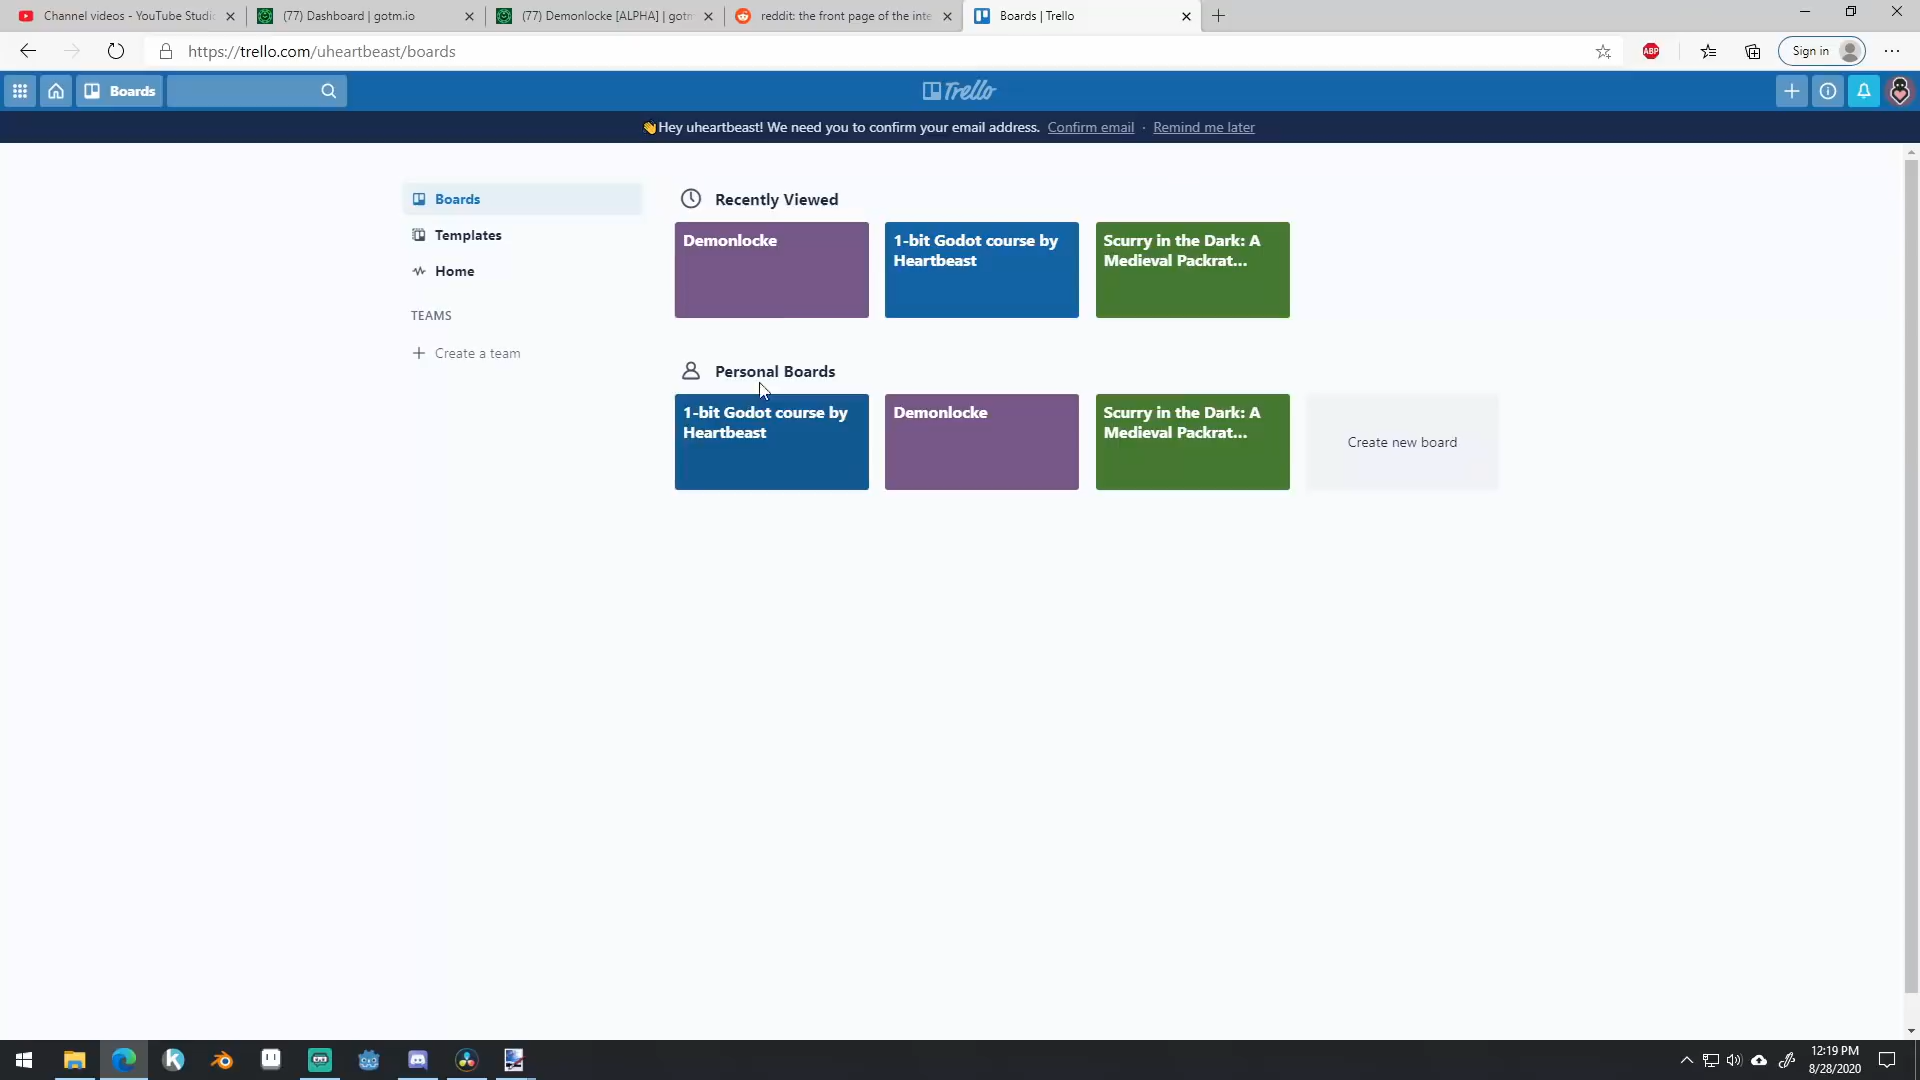 Channel videos - YouTube Studi
(77) Dashboard | gotm.io
(77) Demonlocke [ALPHA] | gotm
reddit: the front page of the inte
Boards | Trello
https://trello.com/uheartbeast/boards
ABP
Sign in
Boards
Trello
👋Hey uheartbeast! We need you to confirm your email address. Confirm email · Remind me later
Boards
Templates
Home
TEAMS
Create a team
Recently Viewed
Demonlocke
1-bit Godot course by
Heartbeast
Scurry in the Dark: A
Medieval Packrat...
Personal Boards
1-bit Godot course by
Heartbeast
Demonlocke
Scurry in the Dark: A
Medieval Packrat...
Create new board
12:19 PM
8/28/2020